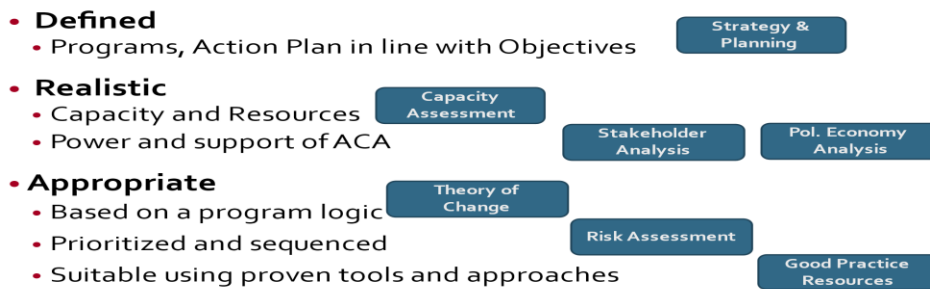 Defined
Programs, Action Plan in line with Objectives
Strategy &
Planning
Realistic
Capacity and Resources
Capacity
Assessment
Power and support of ACA
Stakeholder
Analysis
Pol. Economy
Analysis
Appropriate
Based on a program logic
Theory of
Change
Prioritized and sequenced
Risk Assessment
Suitable using proven tools and approaches
Good Practice
Resources